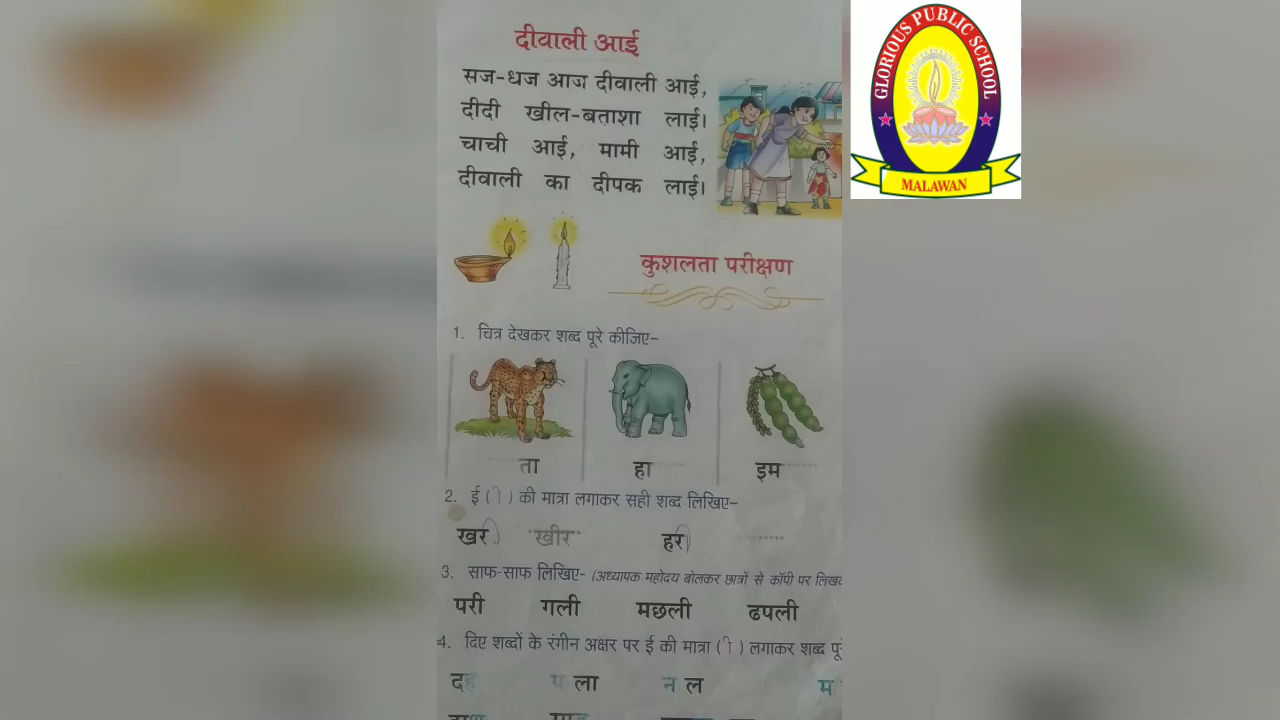 दीवाली आई
सज-धज आज दीवाली आई,
दीदी खील-बताशा लाई।
चाची आई, मामी आई,
दीवाली का दीपक लाई।
कुशलता परीक्षण
1. चित्र देखकर शब्द पूरे कीजिए-
ता हा इम
2. ई (ी) की मात्रा लगाकर सही शब्द लिखिए-
खर खीर हर
3. साफ-साफ लिखिए- (अध्यापक महोदय बोलकर छात्रों से कॉपी पर
परी गली मछली ढपली
4. दिए शब्दों के रंगीन अक्षर पर ई की मात्रा (ी) लगाकर शब्द
दह प ला न ल म
GLORIOUS PUBLIC SCHOOL
MALAWAN